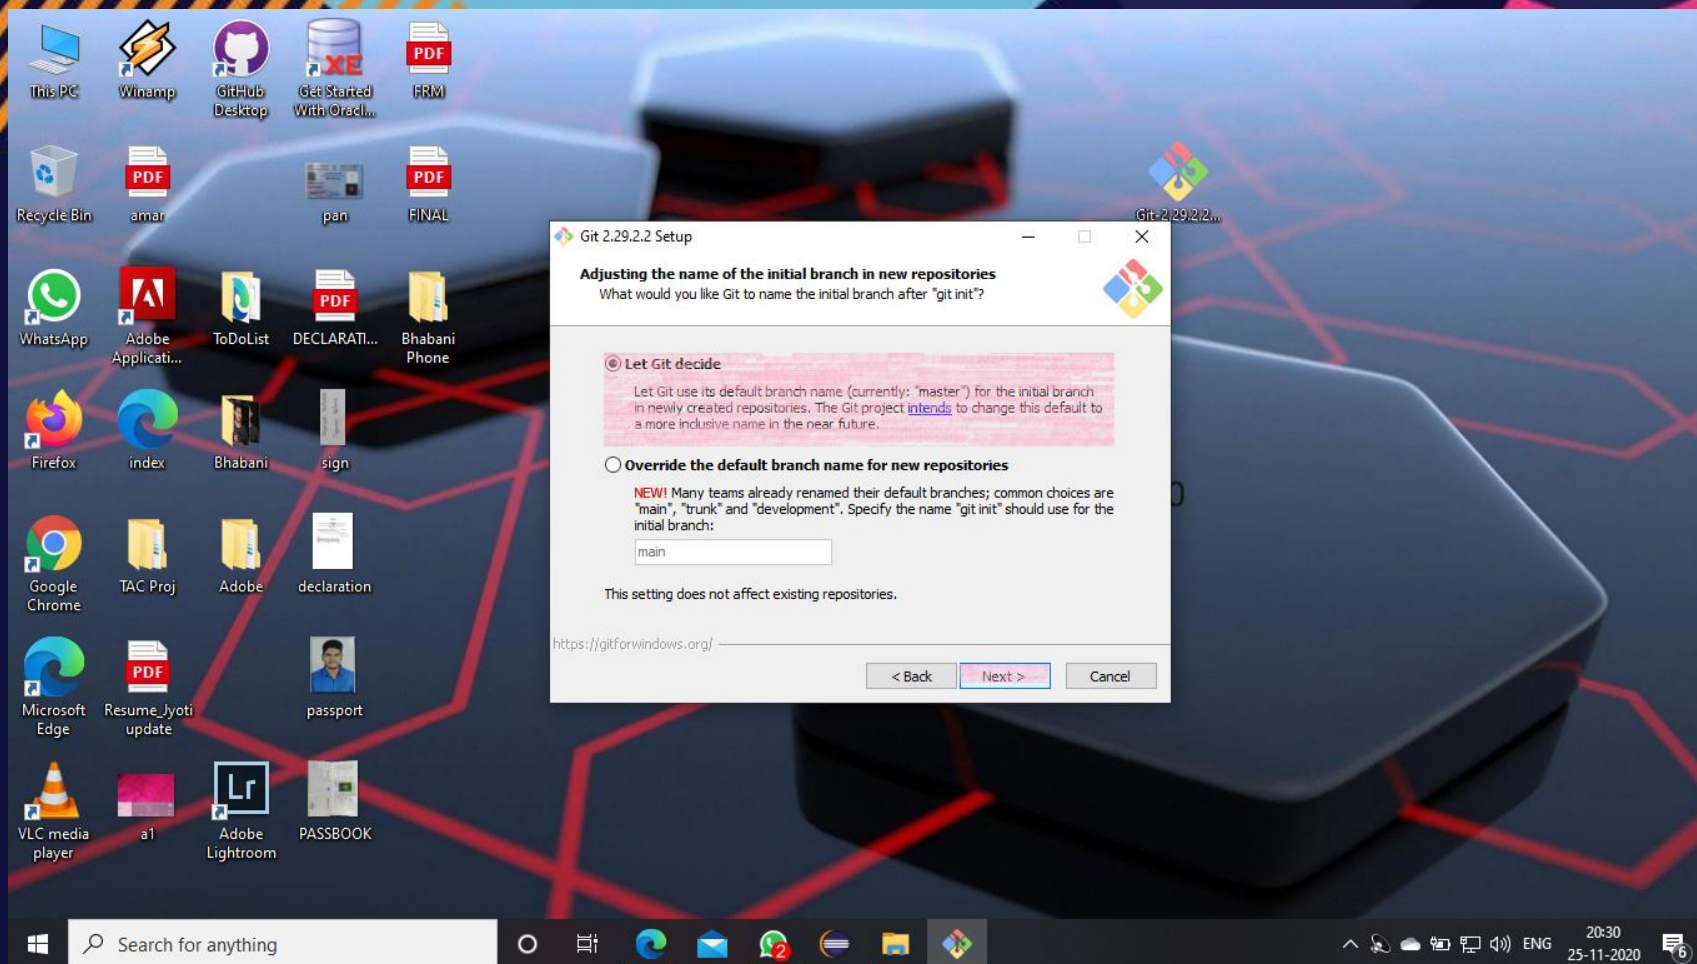 This PC
Winamp
GitHub
Desktop
XE
Get Started
With Oracl...
PDF
FRM
Recycle Bin
PDF
amar
pan
PDF
FINAL
Git-2.29.2.2...
WhatsApp
Adobe
Applicati...
ToDoList
PDF
DECLARATI...
Bhabani
Phone
Firefox
index
Bhabani
sign
Google
Chrome
TAC Proj
Adobe
declaration
Microsoft
Edge
PDF
Resume_Jyoti
update
passport
VLC media
player
a1
Lr
Adobe
Lightroom
PASSBOOK
Git 2.29.2.2 Setup
Adjusting the name of the initial branch in new repositories
What would you like Git to name the initial branch after "git init"?
Let Git decide
Let Git use its default branch name (currently: "master") for the initial branch
in newly created repositories. The Git project intends to change this default to
a more inclusive name in the near future.
Override the default branch name for new repositories
NEW! Many teams already renamed their default branches; common choices are
"main", "trunk" and "development". Specify the name "git init" should use for the
initial branch:
main
This setting does not affect existing repositories.
https://gitforwindows.org/
< Back
Next >
Cancel
Search for anything
2
ENG
20:30
25-11-2020
6